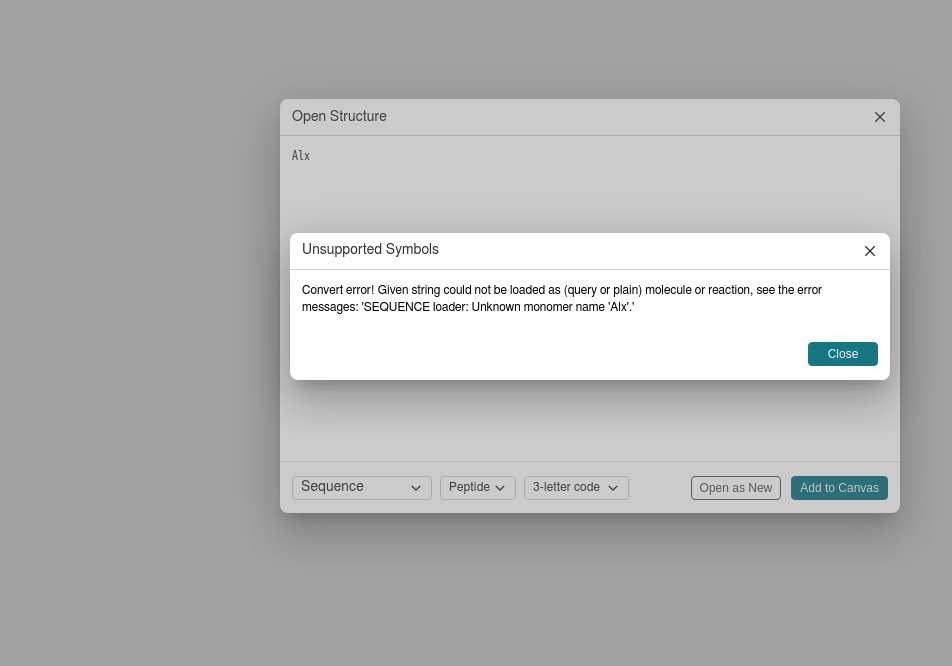 Open Structure
Alx
Unsupported Symbols
Convert error! Given string could not be loaded as (query or plain) molecule or reaction, see the error
messages: 'SEQUENCE loader: Unknown monomer name 'Alx'.'
Close
Sequence
Peptide
3-letter code
Open as New
Add to Canvas